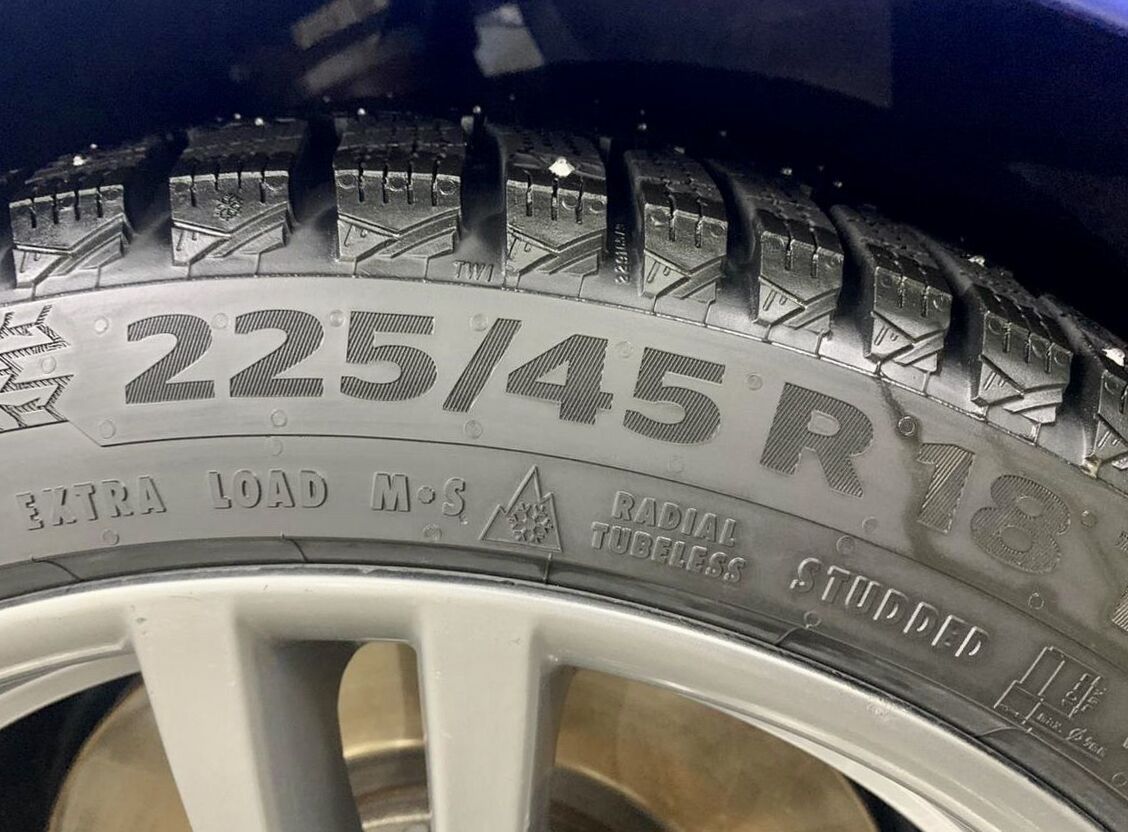 TWI
225/45 R 18
EXTRA LOAD M•S
RADIAL
TUBELESS
STUDDED